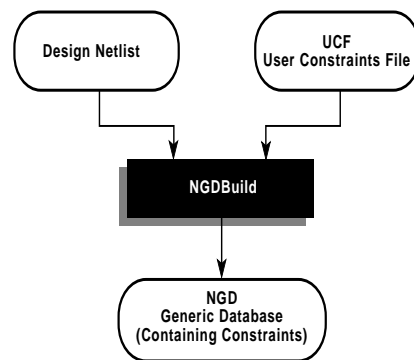 Design Netlist
UCF
User Constraints File
NGDBuild
NGD
Generic Database
(Containing Constraints)